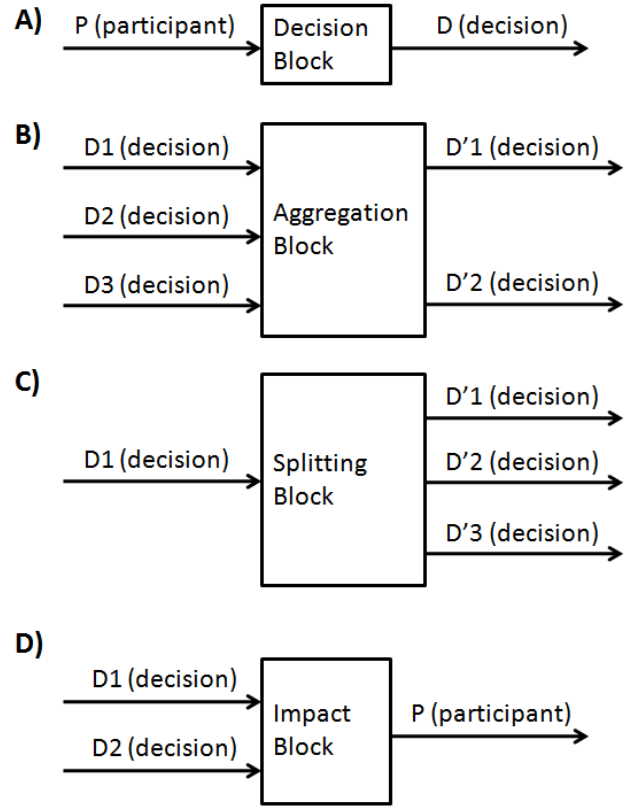 A)
P (participant)
Decision
Block
D (decision)
B)
D1 (decision)
D2 (decision)
D3 (decision)
Aggregation
Block
D’1 (decision)
D’2 (decision)
C)
D1 (decision)
Splitting
Block
D’1 (decision)
D’2 (decision)
D’3 (decision)
D)
D1 (decision)
D2 (decision)
Impact
Block
P (participant)